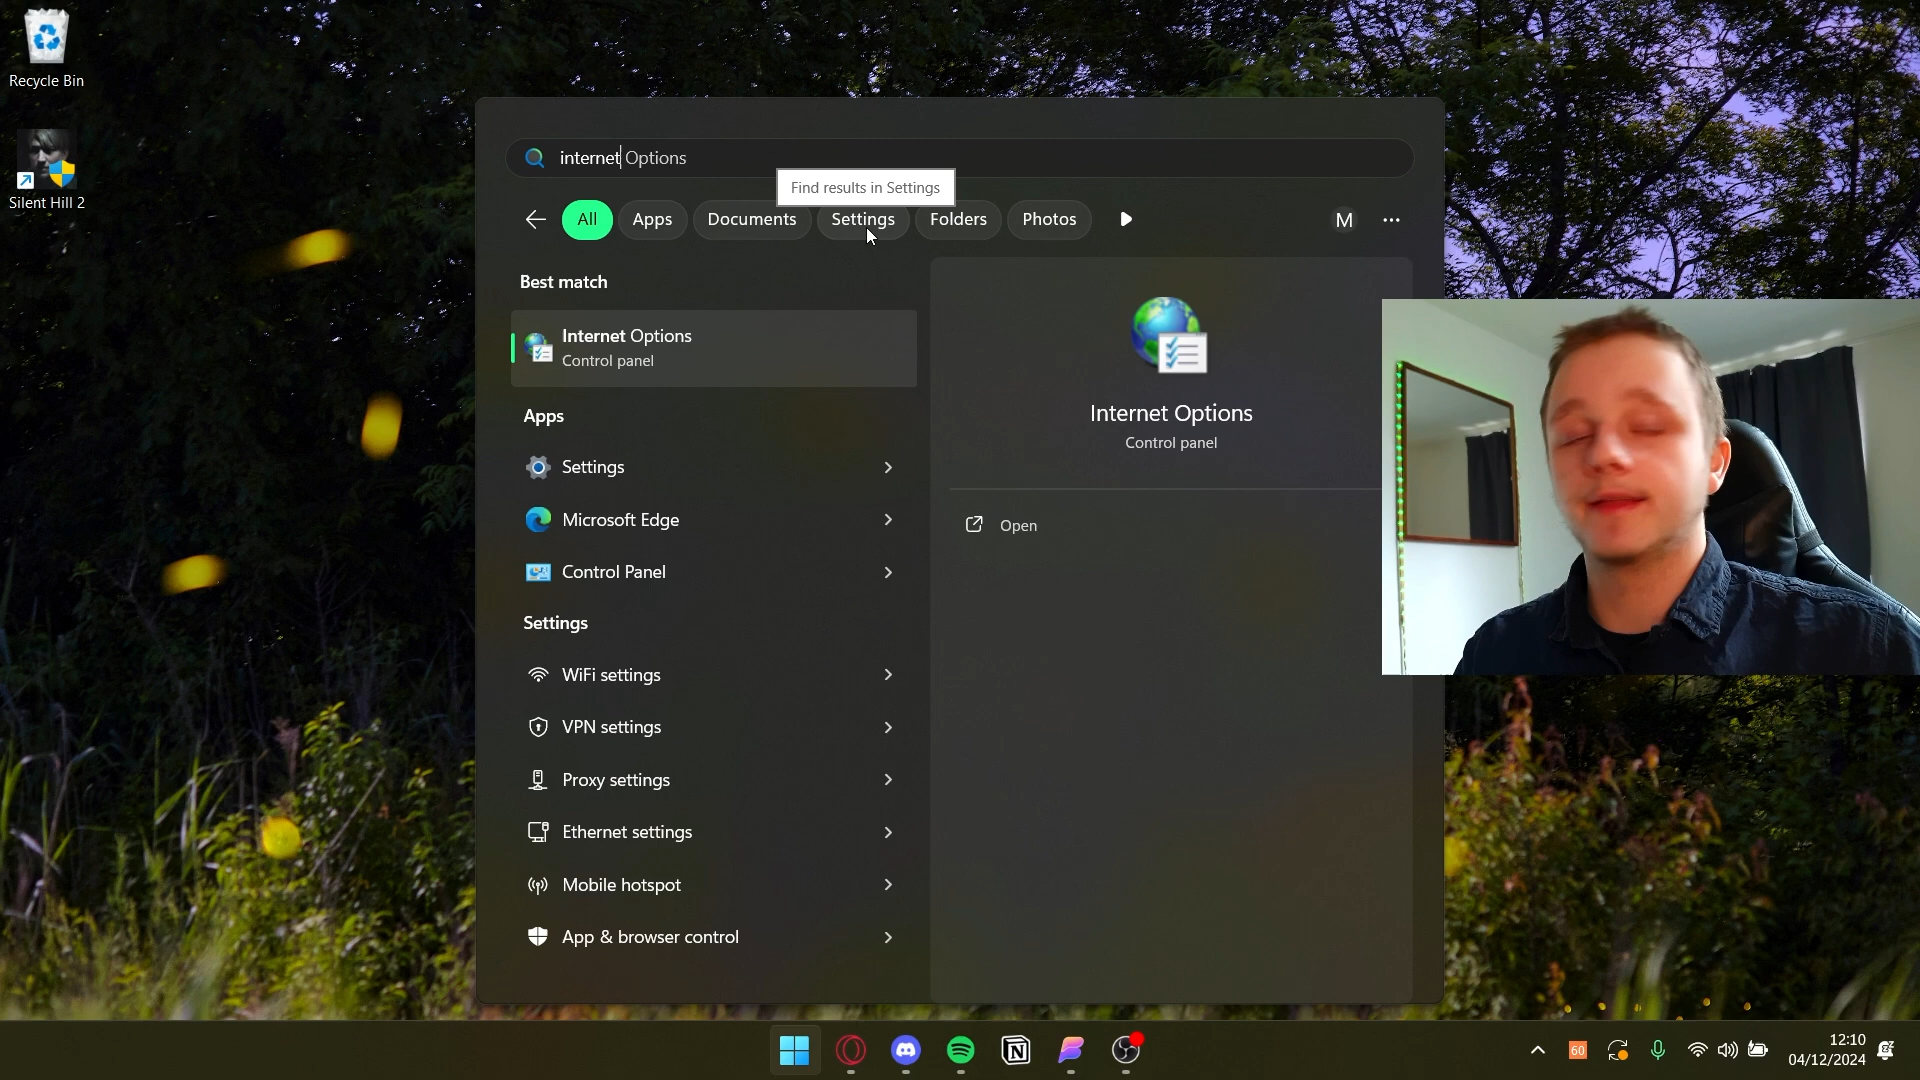 Recycle Bin
Silent Hill 2
internet Options
Find results in Settings
All Apps Documents Settings Folders Photos M
Best match
Internet Options
Control panel
Apps
Settings
Microsoft Edge
Control Panel
Settings
WiFi settings
VPN settings
Proxy settings
Ethernet settings
Mobile hotspot
App & browser control
Internet Options
Control panel
Open
60
12:10
04/12/2024